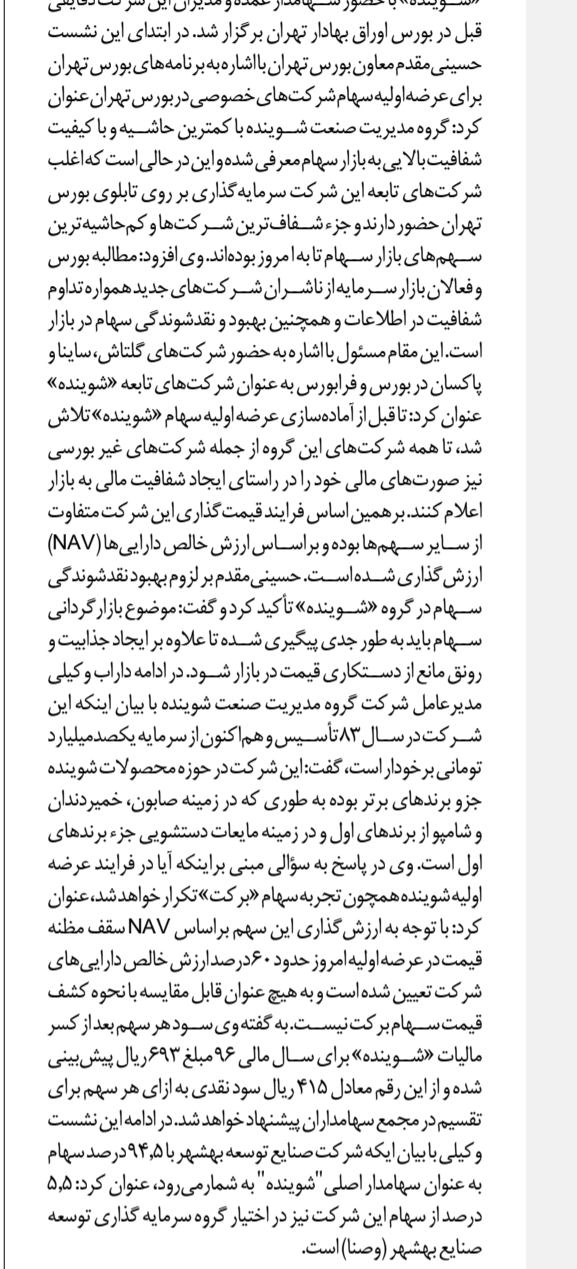 «شوینده» با حضور سهامدار عمده و مدیران این شرکت دقایقی
قبل در بورس اوراق بهادار تهران برگزار شد. در ابتدای این نشست
حسینی مقدم معاون بورس تهران با اشاره به برنامه‌های بورس تهران
برای عرضه اولیه سهام شرکت‌های خصوصی در بورس تهران عنوان
کرد: گروه مدیریت صنعت شوینده با کمترین حاشیه و با کیفیت
شفافیت بالایی به بازار سهام معرفی شده و این در حالی است که اغلب
شرکت‌های تابعه این شرکت سرمایه‌گذاری بر روی تابلوی بورس
تهران حضور دارند و جزء شفاف‌ترین شرکت‌ها و کم‌حاشیه‌ترین
سهم‌های بازار سهام تا به امروز بوده‌اند. وی افزود: مطالبه بورس
و فعالان بازار سرمایه از ناشران شرکت‌های جدید همواره تداوم
شفافیت در اطلاعات و همچنین بهبود و نقدشوندگی سهام در بازار
است. این مقام مسئول با اشاره به حضور شرکت‌های گلتاش، ساینا و
پاکسان در بورس و فرابورس به عنوان شرکت‌های تابعه «شوینده»
عنوان کرد: تا قبل از آماده‌سازی عرضه اولیه سهام «شوینده» تلاش
شد، تا همه شرکت‌های این گروه از جمله شرکت‌های غیر بورسی
نیز صورت‌های مالی خود را در راستای ایجاد شفافیت مالی به بازار
اعلام کنند. بر همین اساس فرایند قیمت‌گذاری این شرکت متفاوت
از سایر سهم‌ها بوده و براساس ارزش خالص دارایی‌ها (NAV)
ارزش گذاری شده است. حسینی مقدم بر لزوم بهبود نقدشوندگی
سهام در گروه «شوینده» تأکید کرد و گفت: موضوع بازارگردانی
سهام باید به طور جدی پیگیری شده تا علاوه بر ایجاد جذابیت و
رونق مانع از دستکاری قیمت در بازار شود. در ادامه داراب وکیلی
مدیرعامل شرکت گروه مدیریت صنعت شوینده با بیان اینکه این
شرکت در سال ۸۳ تأسیس و هم‌اکنون از سرمایه یکصد میلیارد
تومانی برخودار است، گفت: این شرکت در حوزه محصولات شوینده
جزو برندهای برتر بوده به طوری که در زمینه صابون، خمیردندان
و شامپو از برندهای اول و در زمینه مایعات دستشویی جزء برندهای
اول است. وی در پاسخ به سؤالی مبنی براینکه آیا در فرایند عرضه
اولیه شوینده همچون تجربه سهام «برکت» تکرار خواهد شد، عنوان
کرد: با توجه به ارزش گذاری این سهم براساس NAV سقف مظنه
قیمت در عرضه اولیه امروز حدود ۶۰ درصد ارزش خالص دارایی‌های
شرکت تعیین شده است و به هیچ عنوان قابل مقایسه با نحوه کشف
قیمت سهام برکت نیست. به گفته وی سود هر سهم بعد از کسر
مالیات «شوینده» برای سال مالی ۹۶ مبلغ ۶۹۳ ریال پیش‌بینی
شده و از این رقم معادل ۴۱۵ ریال سود نقدی به ازای هر سهم برای
تقسیم در مجمع سهامداران پیشنهاد خواهد شد. در ادامه این نشست
وکیلی با بیان ایکه شرکت صنایع توسعه بهشهر با ۹۴,۵ درصد سهام
به عنوان سهامدار اصلی "شوینده" به شمار می‌رود، عنوان کرد: ۵,۵
درصد از سهام این شرکت نیز در اختیار گروه سرمایه گذاری توسعه
صنایع بهشهر (وصنا) است.